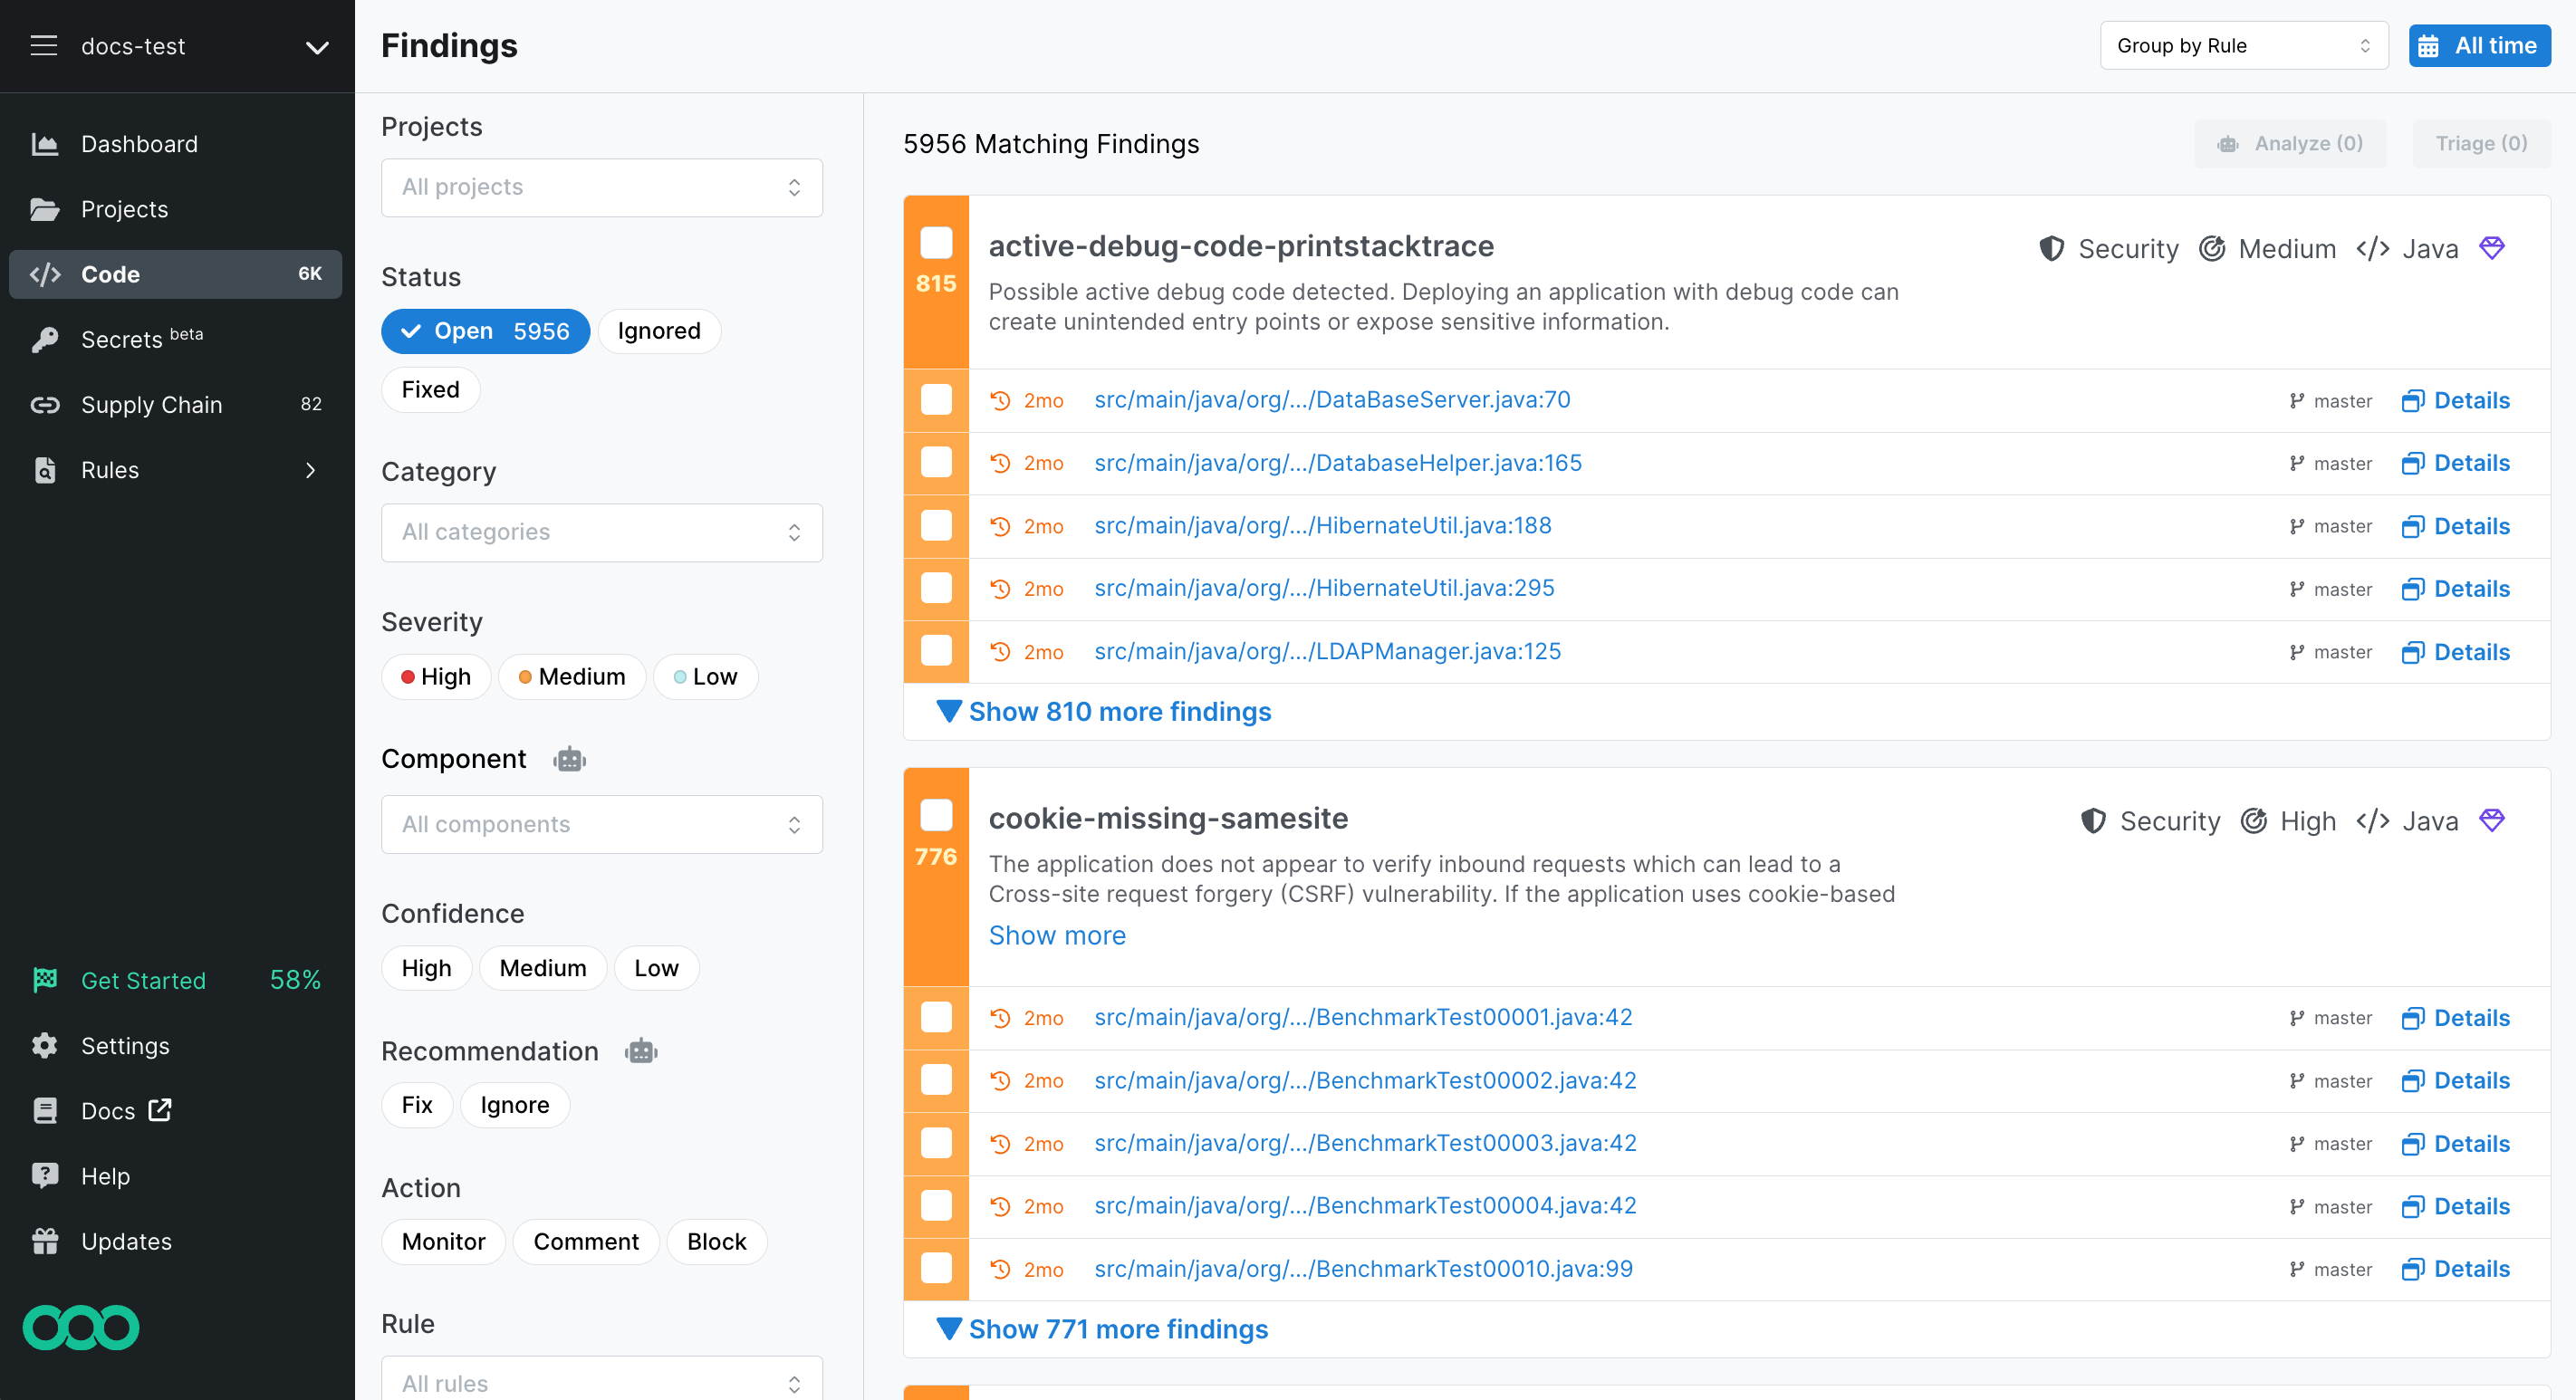 docs-test
Dashboard
Projects
Code 6K
Secrets beta
Supply Chain 82
Rules
Get Started 58%
Settings
Docs
Help
Updates
Findings
Group by Rule
All time
Projects
All projects
Status
Open 5956 Ignored
Fixed
Category
All categories
Severity
High Medium Low
Component
All components
Confidence
High Medium Low
Recommendation
Fix Ignore
Action
Monitor Comment Block
Rule
All rules
5956 Matching Findings
Analyze (0) Triage (0)
815
active-debug-code-printstacktrace
Security Medium Java
Possible active debug code detected. Deploying an application with debug code can
create unintended entry points or expose sensitive information.
2mo src/main/java/org/.../DataBaseServer.java:70 master Details
2mo src/main/java/org/.../DatabaseHelper.java:165 master Details
2mo src/main/java/org/.../HibernateUtil.java:188 master Details
2mo src/main/java/org/.../HibernateUtil.java:295 master Details
2mo src/main/java/org/.../LDAPManager.java:125 master Details
Show 810 more findings
776
cookie-missing-samesite
Security High Java
The application does not appear to verify inbound requests which can lead to a
Cross-site request forgery (CSRF) vulnerability. If the application uses cookie-based
Show more
2mo src/main/java/org/.../BenchmarkTest00001.java:42 master Details
2mo src/main/java/org/.../BenchmarkTest00002.java:42 master Details
2mo src/main/java/org/.../BenchmarkTest00003.java:42 master Details
2mo src/main/java/org/.../BenchmarkTest00004.java:42 master Details
2mo src/main/java/org/.../BenchmarkTest00010.java:99 master Details
Show 771 more findings